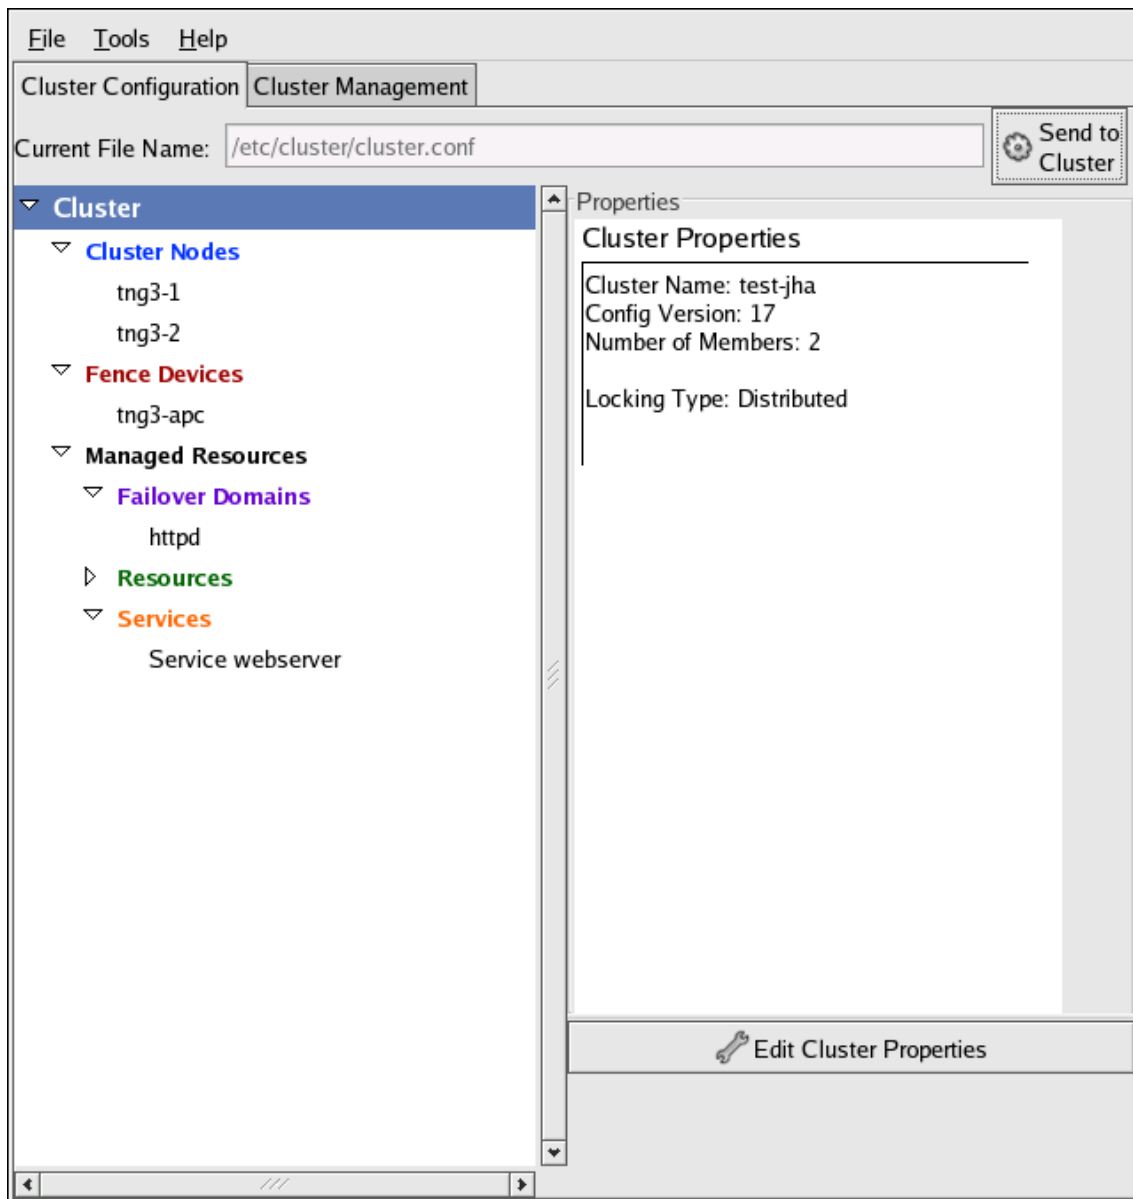 File Tools Help
Cluster Configuration Cluster Management
Current File Name: /etc/cluster/cluster.conf
Send to
Cluster
Cluster
Cluster Nodes
tng3-1
tng3-2
Fence Devices
tng3-apc
Managed Resources
Failover Domains
httpd
Resources
Services
Service webserver
Properties
Cluster Properties
Cluster Name: test-jha
Config Version: 17
Number of Members: 2
Locking Type: Distributed
Edit Cluster Properties